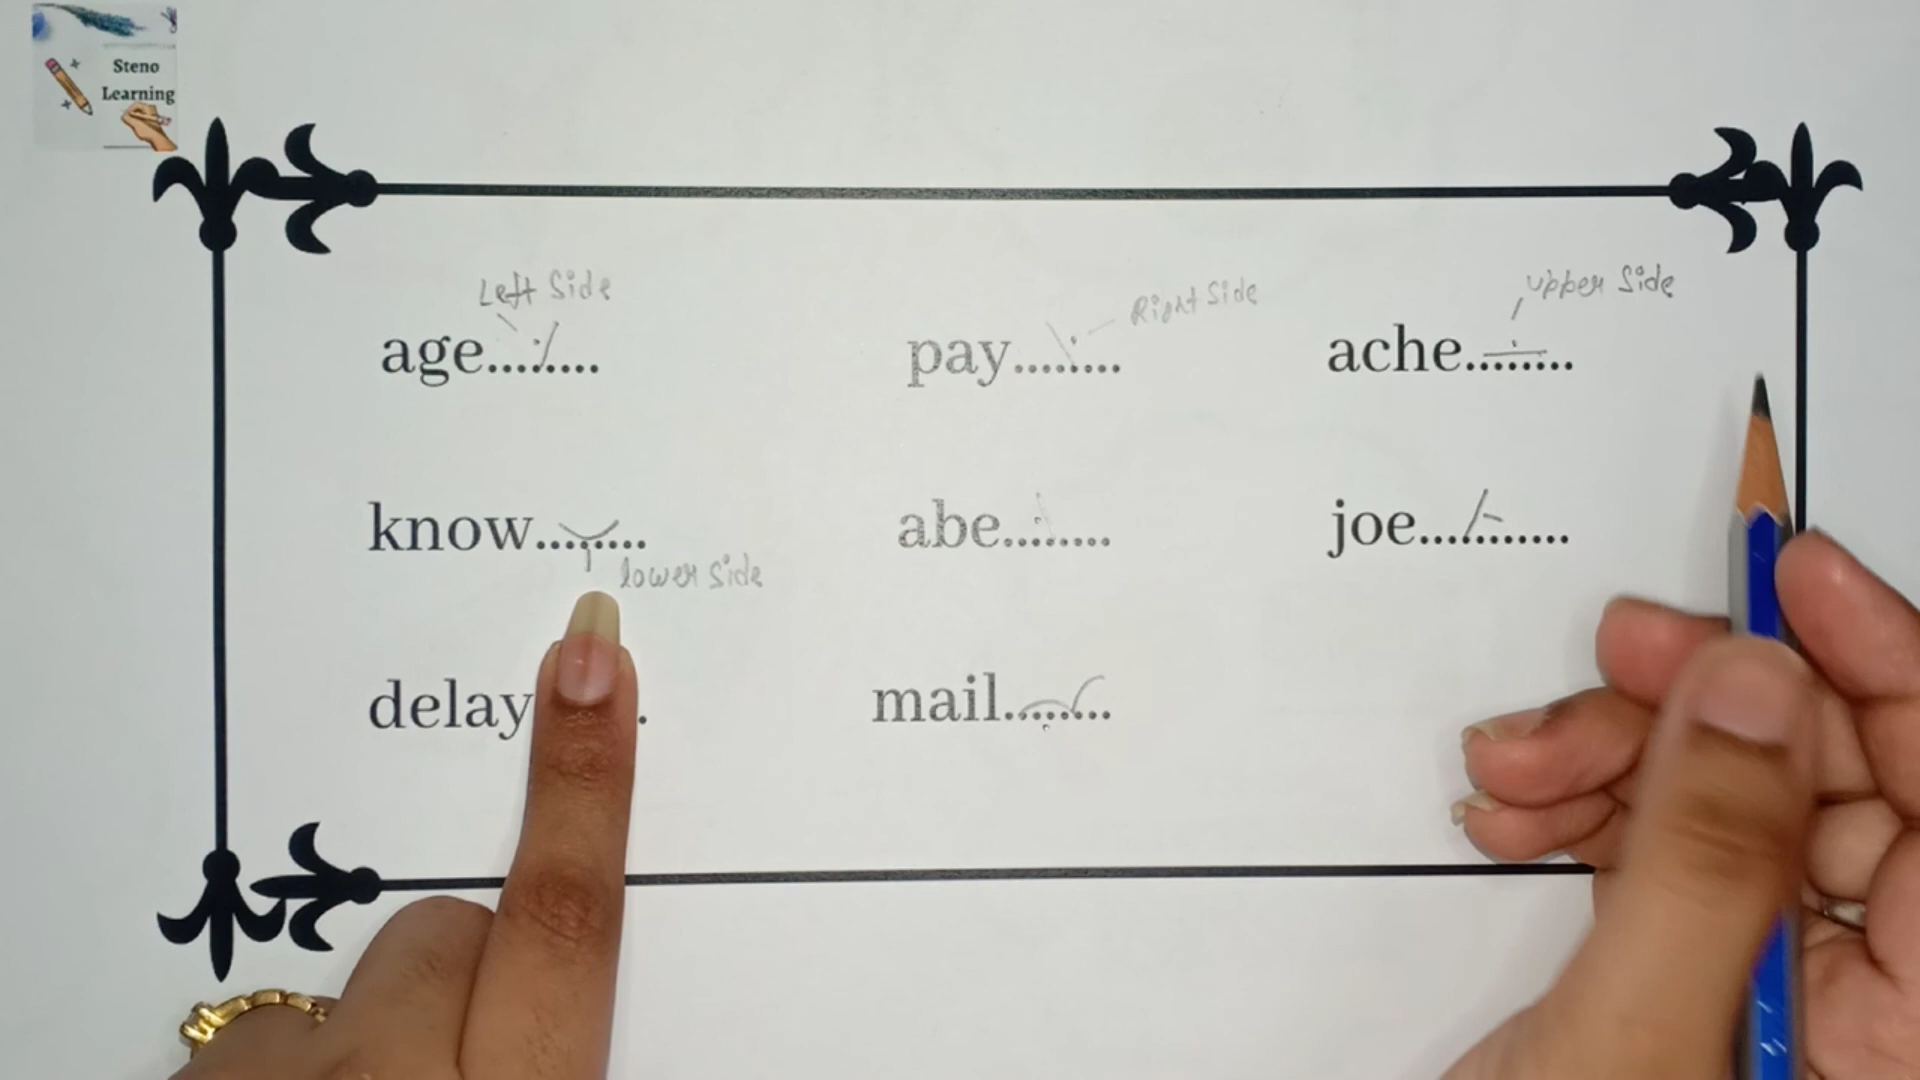 Steno
Learning
Left Side
Right Side
upper Side
age........
pay........
ache........
know........
abe........
joe...........
lower side
delay .
mail........